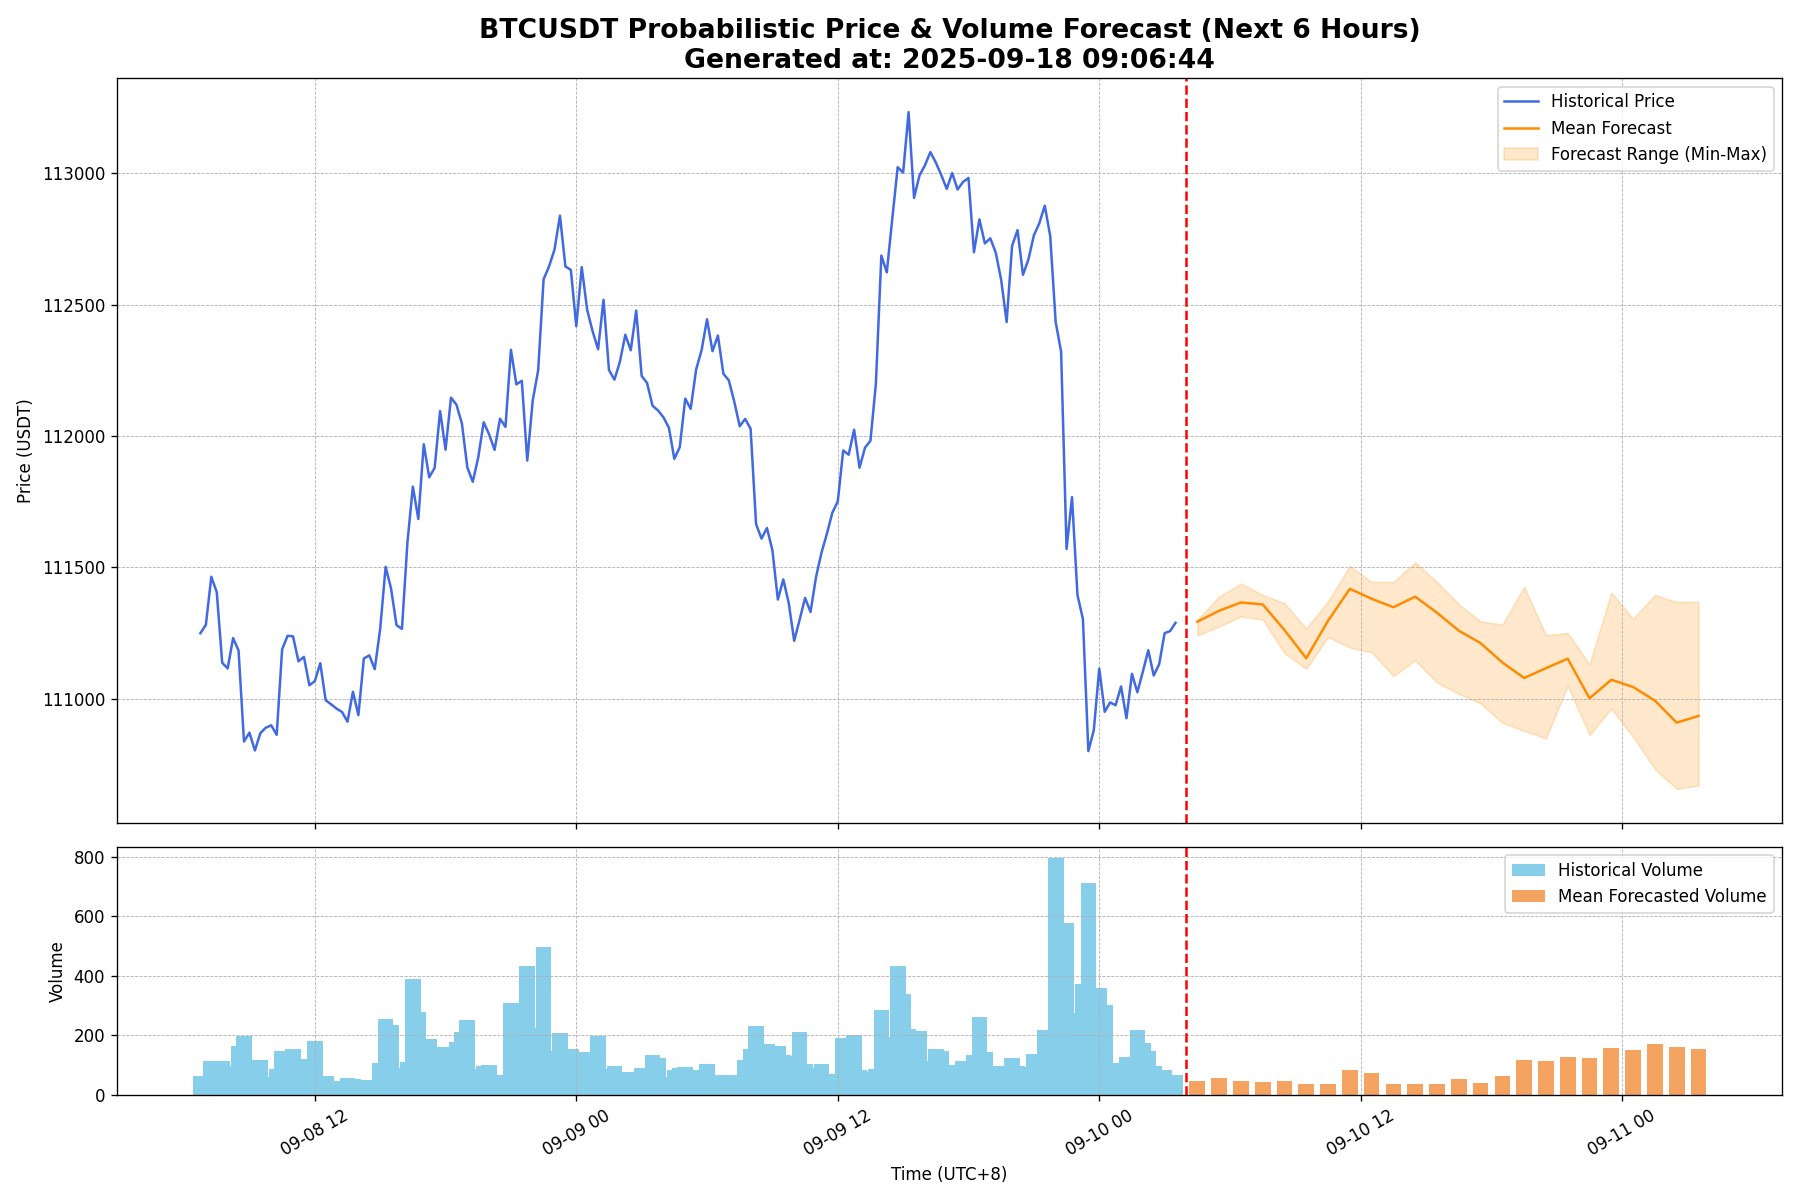 BTCUSDT Probabilistic Price & Volume Forecast (Next 6 Hours)
Generated at: 2025-09-18 09:06:44
Historical Price
Mean Forecast
Forecast Range (Min-Max)
113000
112500
112000
111500
111000
Price (USDT)
Historical Volume
Mean Forecasted Volume
800
600
400
200
0
Volume
09-08 12
09-09 00
09-09 12
09-10 00
09-10 12
09-11 00
Time (UTC+8)